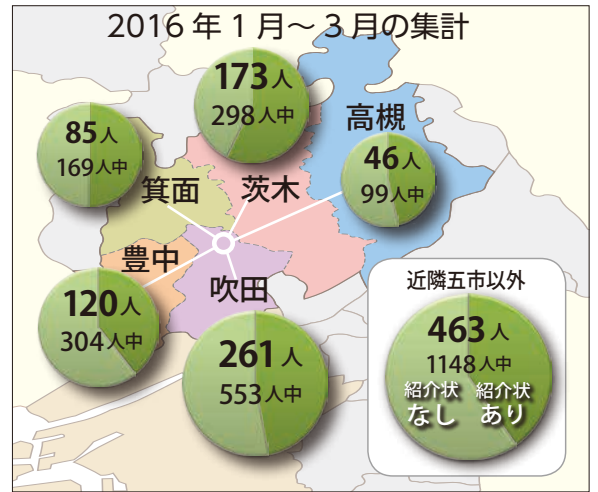 2016年1月～3月の集計
173人
298人中
高槻
85人
169人中
46人
99人中
箕面
茨木
豊中
吹田
120人
304人中
261人
553人中
近隣五市以外
463人
1148人中
紹介状
なし
紹介状
あり